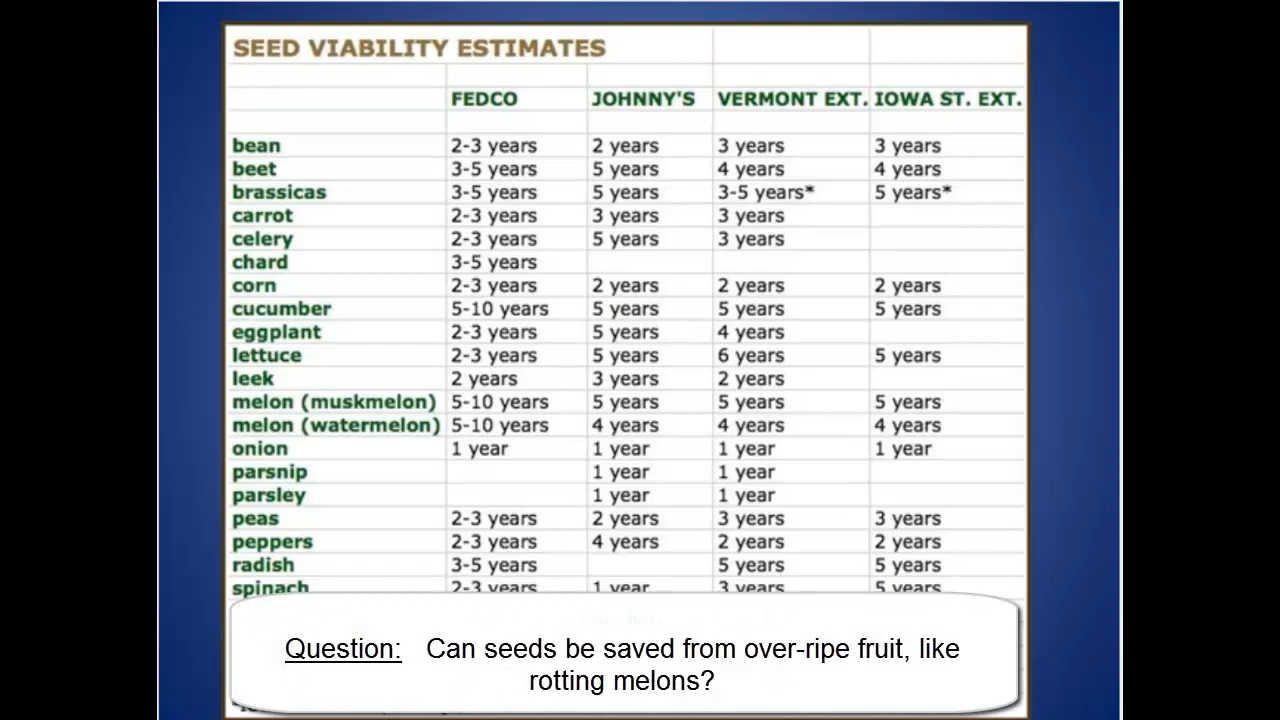 SEED VIABILITY ESTIMATES
FEDCO JOHNNY'S VERMONT EXT. IOWA ST. EXT.
bean 2-3 years 2 years 3 years 3 years
beet 3-5 years 5 years 4 years 4 years
brassicas 3-5 years 5 years 3-5 years* 5 years*
carrot 2-3 years 3 years 3 years
celery 2-3 years 5 years 3 years
chard 3-5 years
corn 2-3 years 2 years 2 years 2 years
cucumber 5-10 years 5 years 5 years 5 years
eggplant 2-3 years 5 years 4 years
lettuce 2-3 years 5 years 6 years 5 years
leek 2 years 3 years 2 years
melon (muskmelon) 5-10 years 5 years 5 years 5 years
melon (watermelon) 5-10 years 4 years 4 years 4 years
onion 1 year 1 year 1 year 1 year
parsnip 1 year 1 year
parsley 1 year 1 year
peas 2-3 years 2 years 3 years 3 years
peppers 2-3 years 4 years 2 years 2 years
radish 3-5 years 5 years 5 years
spinach 2-3 years 1 year 3 years 5 years
Question: Can seeds be saved from over-ripe fruit, like
rotting melons?